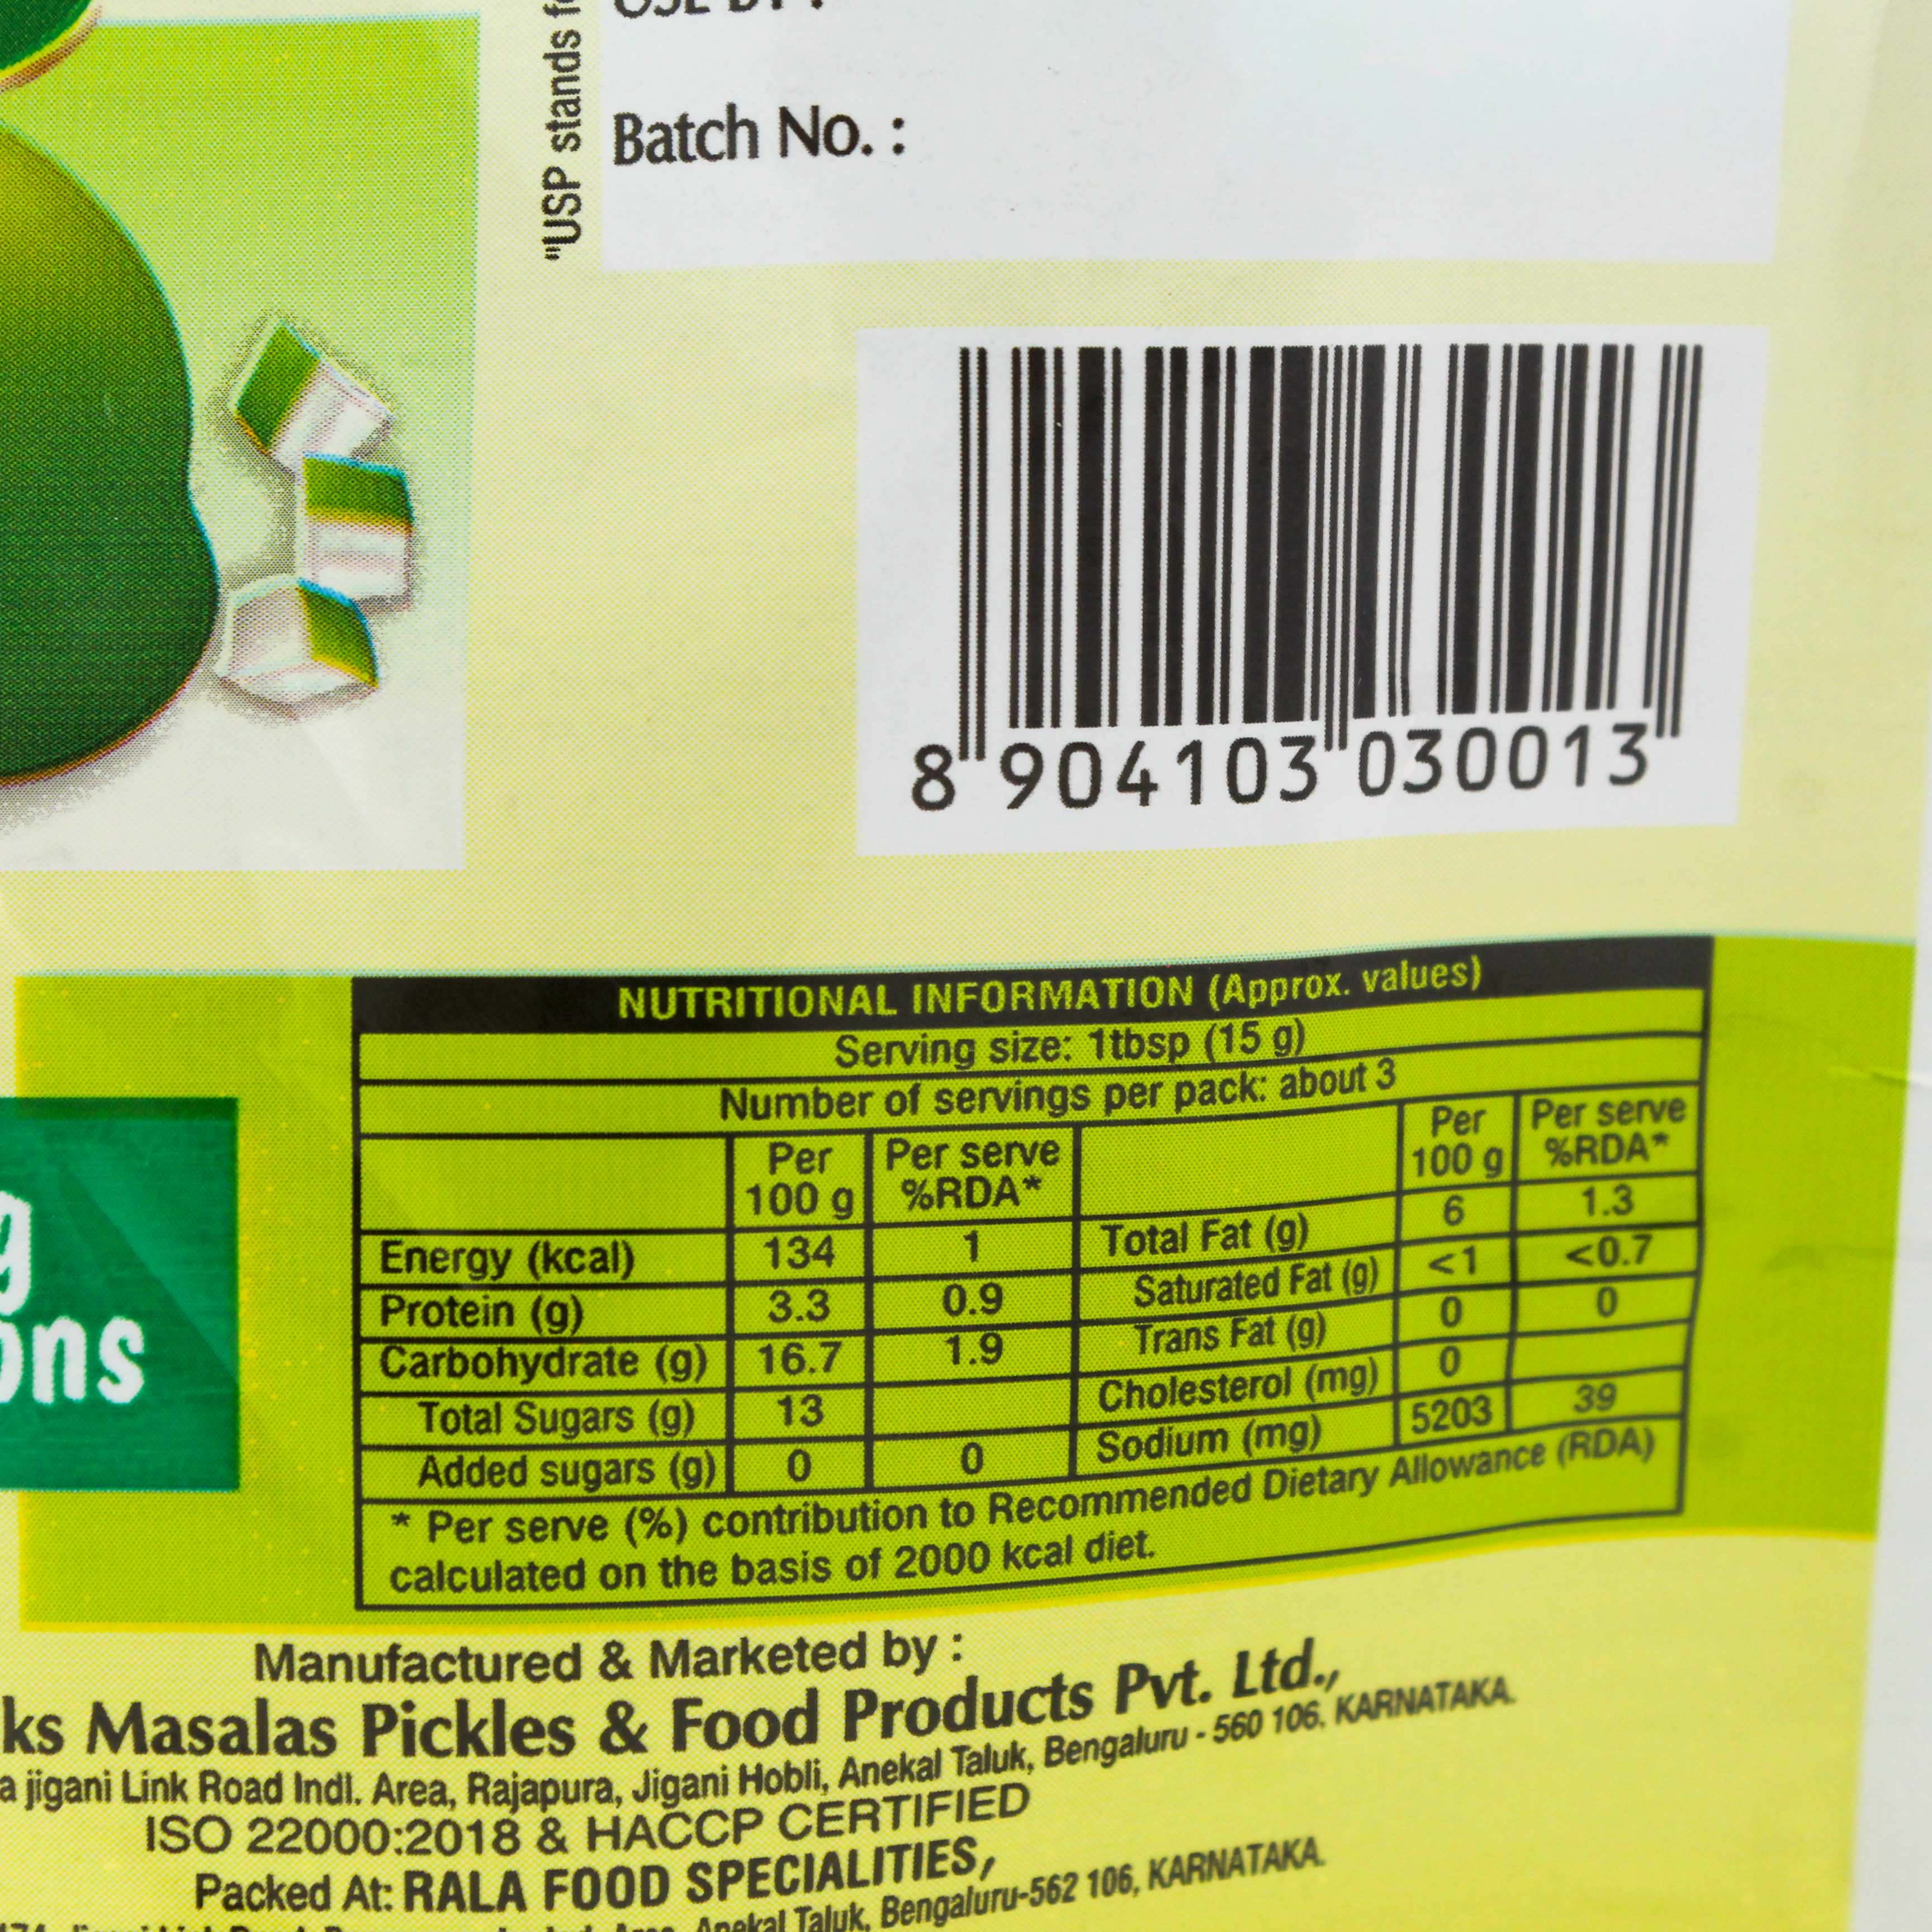 "USP stands
Batch No. :
8 904103 030013
NUTRITIONAL INFORMATION (Approx. values)
Serving size: 1tbsp (15 g)
Number of servings per pack: about 3
Per 100 g Per serve %RDA* Per 100 g Per serve %RDA*
Energy (kcal) 134 1 Total Fat (g) 6 1.3
Protein (g) 3.3 0.9 Saturated Fat (g) <1 <0.7
Carbohydrate (g) 16.7 1.9 Trans Fat (g) 0 0
Total Sugars (g) 13 Cholesterol (mg) 0
Added sugars (g) 0 0 Sodium (mg) 5203 39
* Per serve (%) contribution to Recommended Dietary Allowance (RDA)
calculated on the basis of 2000 kcal diet.
g
ons
Manufactured & Marketed by :
ks Masalas Pickles & Food Products Pvt. Ltd.,
a jigani Link Road Indl. Area, Rajapura, Jigani Hobli, Anekal Taluk, Bengaluru - 560 106. KARNATAKA.
ISO 22000:2018 & HACCP CERTIFIED
Packed At: RALA FOOD SPECIALITIES,
Anekal Taluk, Bengaluru-562 106, KARNATAKA.